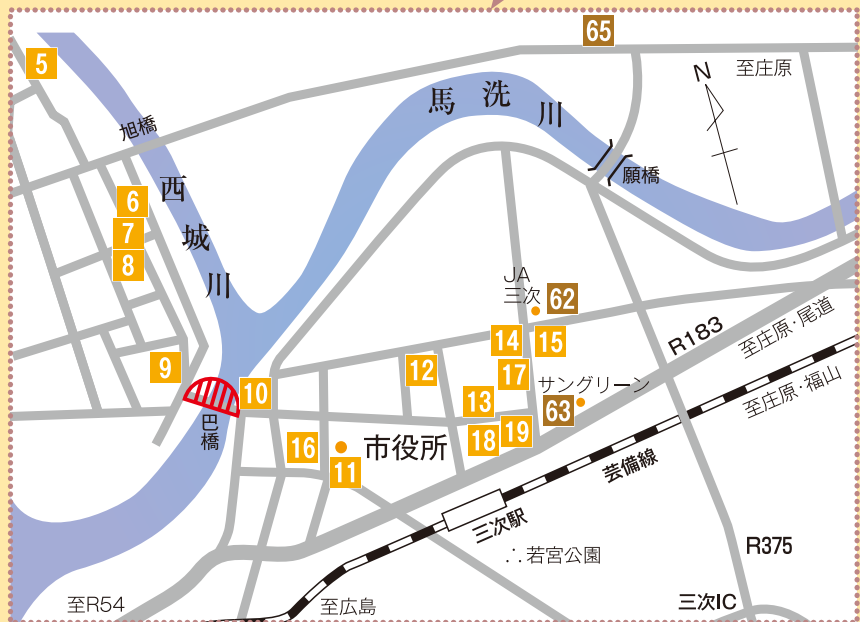 65
5
N
至庄原
馬洗川
旭橋
願橋
西城川
6
7
8
JA
三次
62
14
15
R183
至庄原・尾道
9
12
17
サングリーン
至庄原・福山
10
13
63
巴橋
16
市役所
18
19
11
芸備線
三次駅
∴若宮公園
R375
至R54
至広島
三次IC